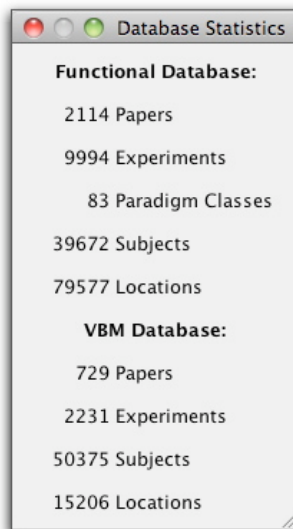 Database Statistics
Functional Database:
2114 Papers
9994 Experiments
83 Paradigm Classes
39672 Subjects
79577 Locations
VBM Database:
729 Papers
2231 Experiments
50375 Subjects
15206 Locations